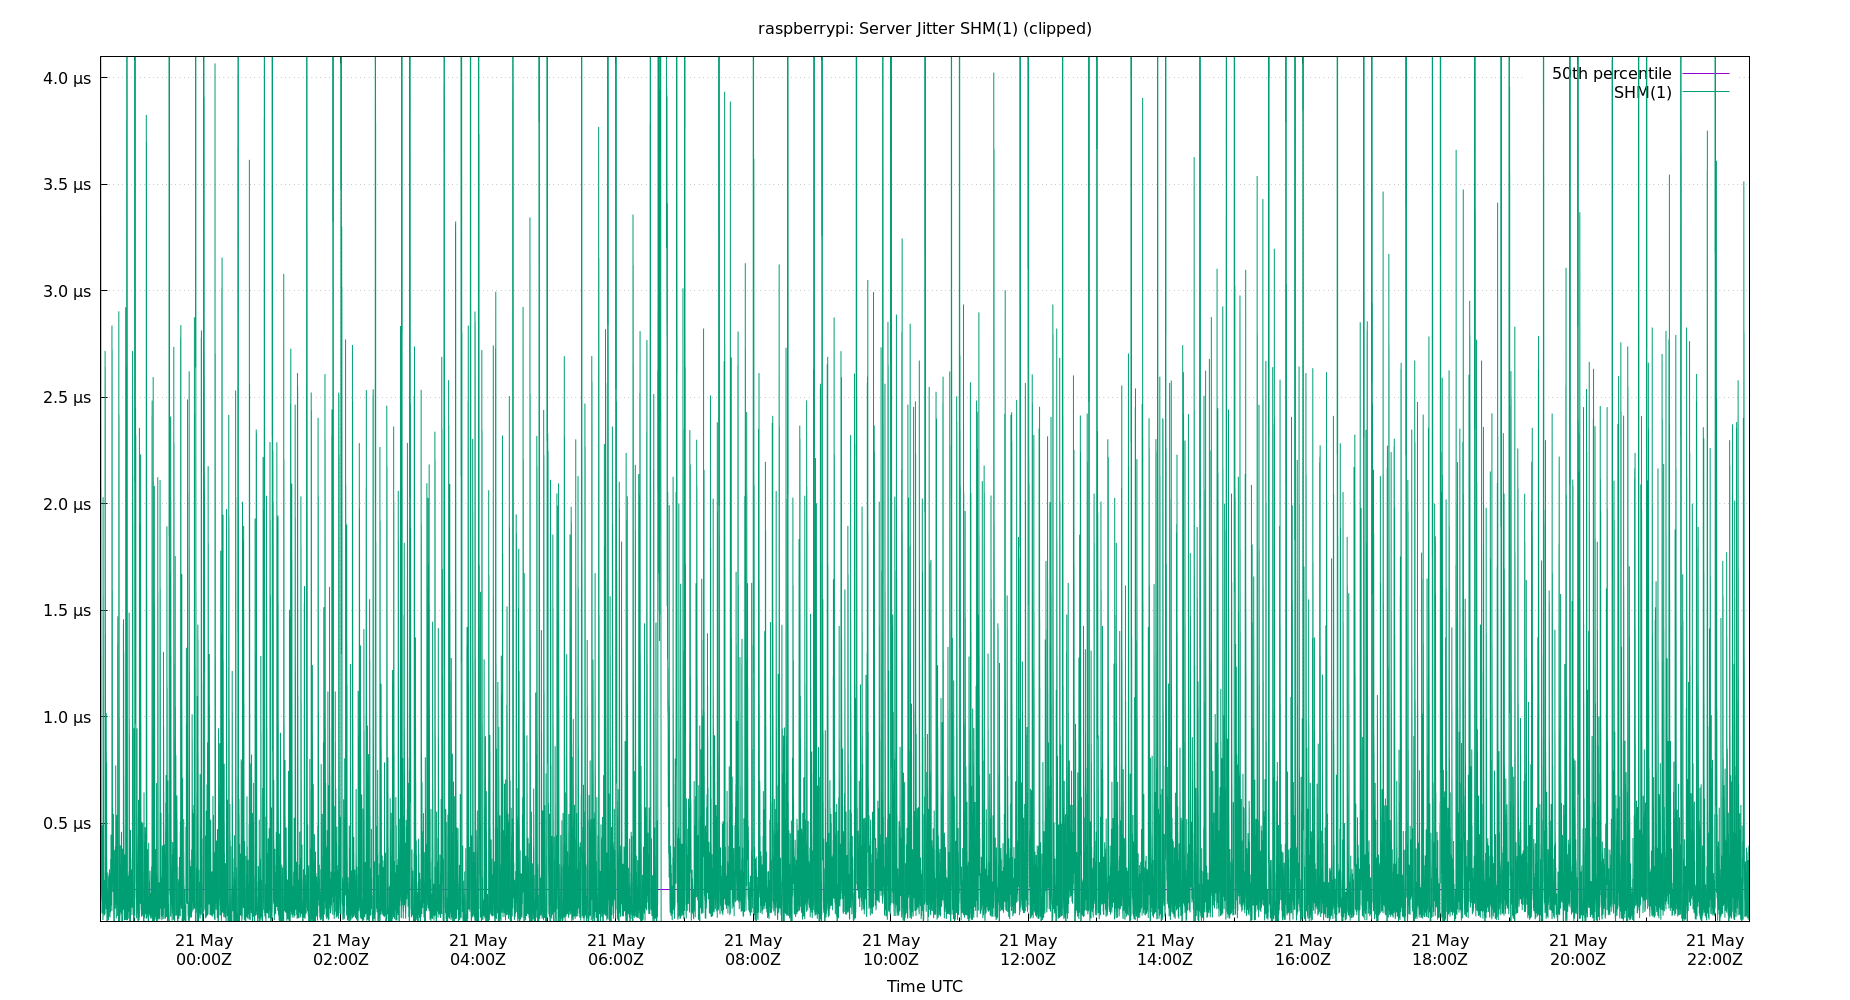 raspberrypi: Server Jitter SHM(1) (clipped)
50th percentile
SHM(1)
4.0 µs
3.5 µs
3.0 µs
2.5 µs
2.0 µs
1.5 µs
1.0 µs
0.5 µs
21 May 21 May 21 May 21 May 21 May 21 May 21 May 21 May 21 May 21 May 21 May 21 May
00:00Z 02:00Z 04:00Z 06:00Z 08:00Z 10:00Z 12:00Z 14:00Z 16:00Z 18:00Z 20:00Z 22:00Z
Time UTC